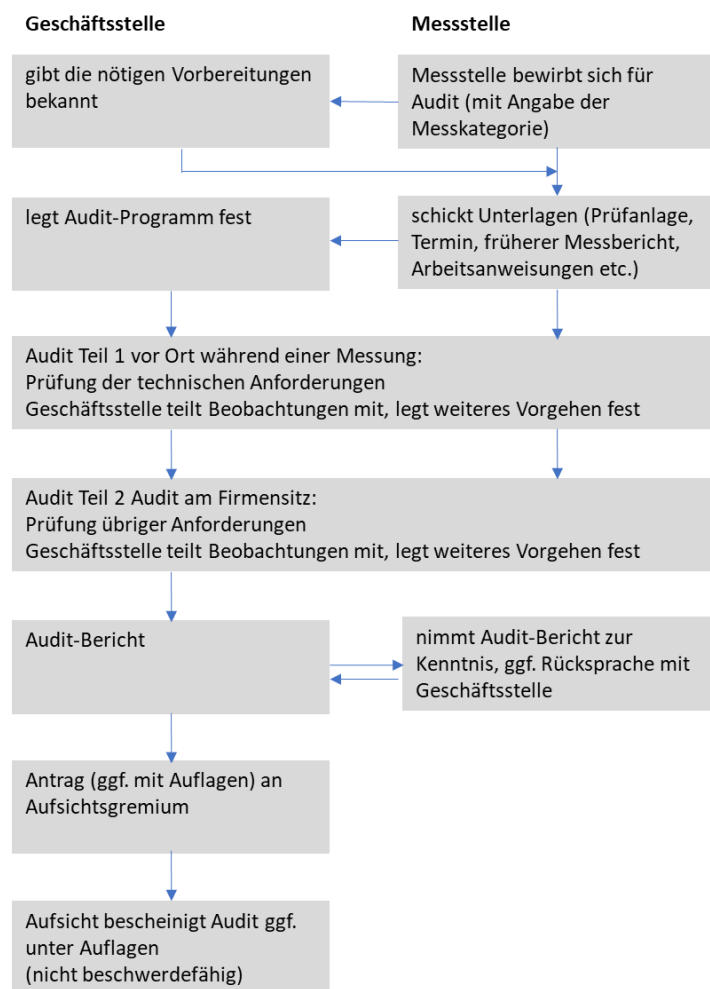 Geschäftsstelle
Messstelle
gibt die nötigen Vorbereitungen
bekannt
Messstelle bewirbt sich für
Audit (mit Angabe der
Messkategorie)
legt Audit-Programm fest
schickt Unterlagen (Prüfanlage,
Termin, früherer Messbericht,
Arbeitsanweisungen etc.)
Audit Teil 1 vor Ort während einer Messung:
Prüfung der technischen Anforderungen
Geschäftsstelle teilt Beobachtungen mit, legt weiteres Vorgehen fest
Audit Teil 2 Audit am Firmensitz:
Prüfung übriger Anforderungen
Geschäftsstelle teilt Beobachtungen mit, legt weiteres Vorgehen fest
Audit-Bericht
nimmt Audit-Bericht zur
Kenntnis, ggf. Rücksprache mit
Geschäftsstelle
Antrag (ggf. mit Auflagen) an
Aufsichtsgremium
Aufsicht bescheinigt Audit ggf.
unter Auflagen
(nicht beschwerdefähig)